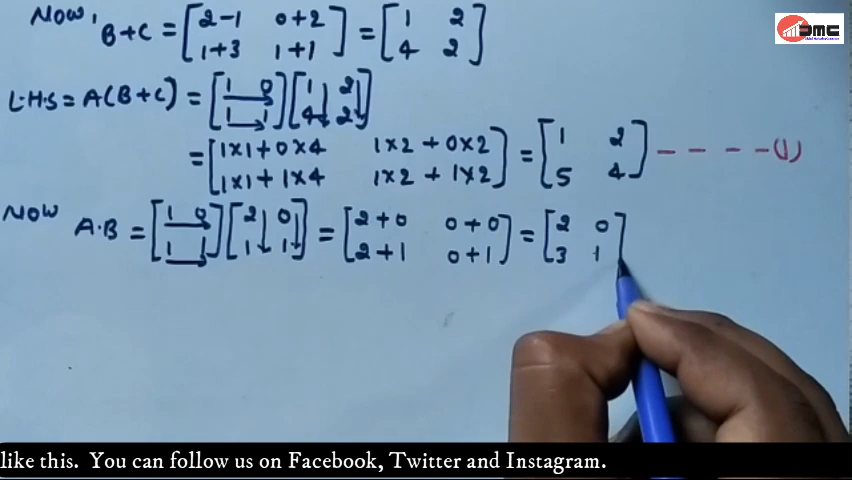 Now, B+C = [2-1 0+2 = [1 2
1+3 1+1] 4 2]
L.H.S = A(B+C) = [1 0 [1 2
1 1] 4 2]
= [1×1+0×4 1×2+0×2 = [1 2 ----(1)
1×1+1×4 1×2+1×2] 5 4]
Now A.B = [1 0 [2 0 = [2+0 0+0 = [2 0
1 1] 1 1] 2+1 0+1] 3 1]
DMC
like this. You can follow us on Facebook, Twitter and Instagram.